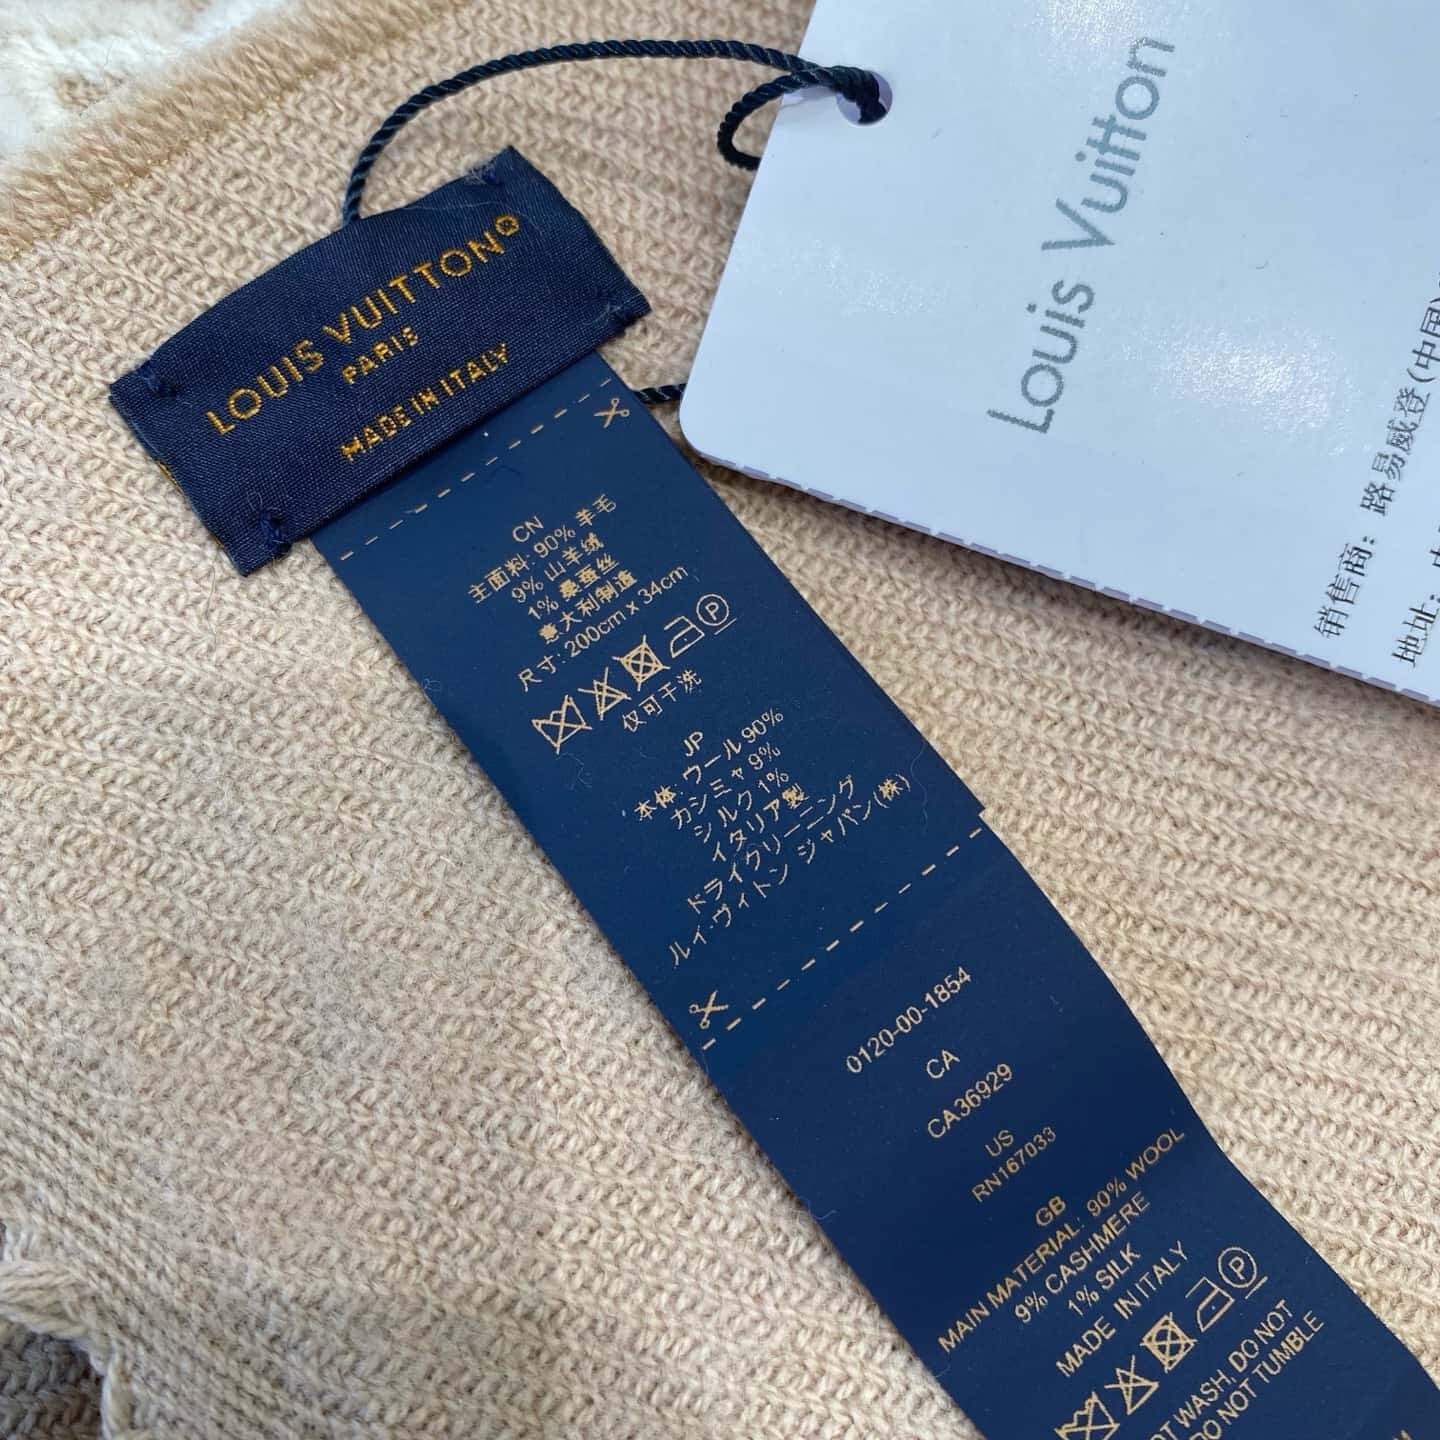 LOUIS VUITTON
PARIS
MADE IN ITALY
CN
主面料: 90% 羊毛
9% 山羊绒
1% 桑蚕丝
意大利制造
尺寸: 200cm x 34cm
P
仅可干洗
JP
本体: ウール 90%
カシミャ 9%
シルク 1%
イタリア製
ドライクリーニング
ルイ・ヴィトン ジャパン(株)
0120-00-1854
CA
CA36929
US
RN167033
GB
MAIN MATERIAL: 90% WOOL
9% CASHMERE
1% SILK
MADE IN ITALY
P
WASH, DO NOT
DO NOT TUMBLE
Louis Vuitton
销售商: 路易威登(中国)
地址: